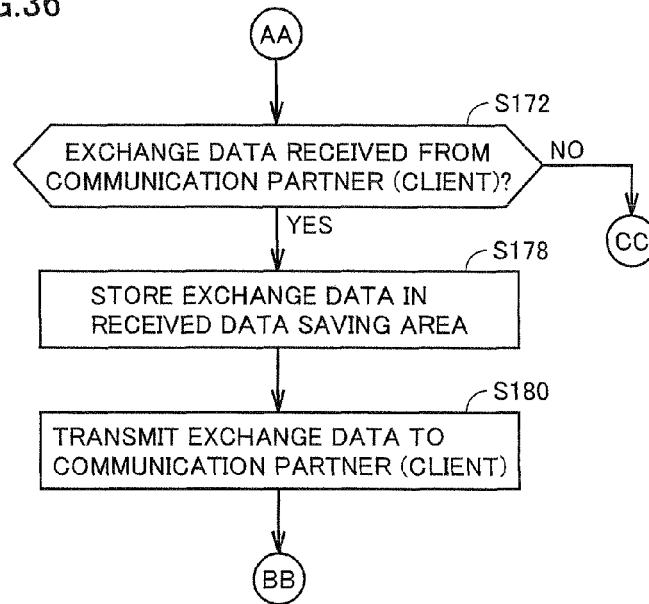 G.36
AA
S172
EXCHANGE DATA RECEIVED FROM
COMMUNICATION PARTNER (CLIENT)?
NO
YES
CC
S178
STORE EXCHANGE DATA IN
RECEIVED DATA SAVING AREA
S180
TRANSMIT EXCHANGE DATA TO
COMMUNICATION PARTNER (CLIENT)
BB